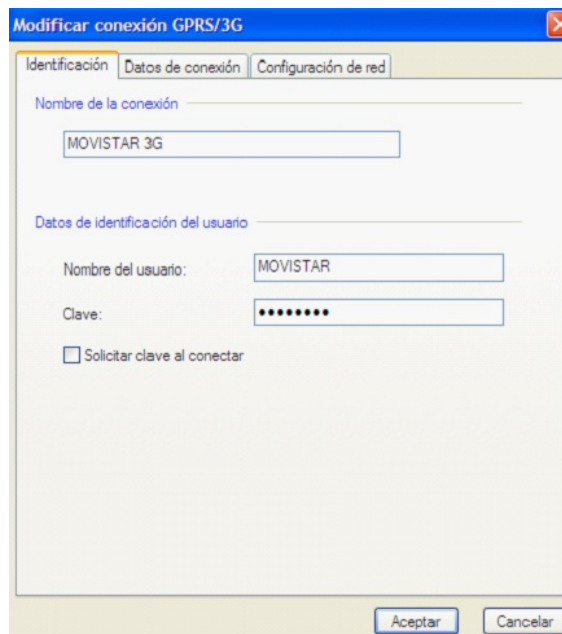 Modificar conexión GPRS/3G
Identificación Datos de conexión Configuración de red
Nombre de la conexión
MOVISTAR 3G
Datos de identificación del usuario
Nombre del usuario: MOVISTAR
Clave: ••••••••
Solicitar clave al conectar
Aceptar Cancelar